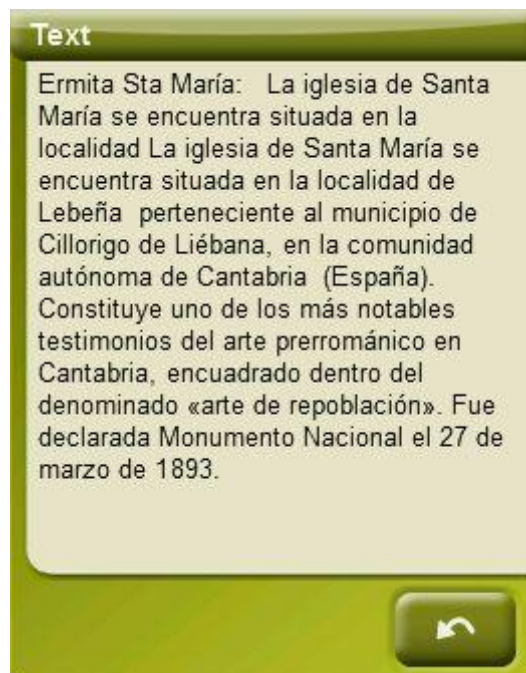 Text
Ermita Sta María:   La iglesia de Santa
María se encuentra situada en la
localidad La iglesia de Santa María se
encuentra situada en la localidad de
Lebeña  perteneciente al municipio de
Cillorigo de Liébana, en la comunidad
autónoma de Cantabria  (España).
Constituye uno de los más notables
testimonios del arte prerrománico en
Cantabria, encuadrado dentro del
denominado «arte de repoblación». Fue
declarada Monumento Nacional el 27 de
marzo de 1893.